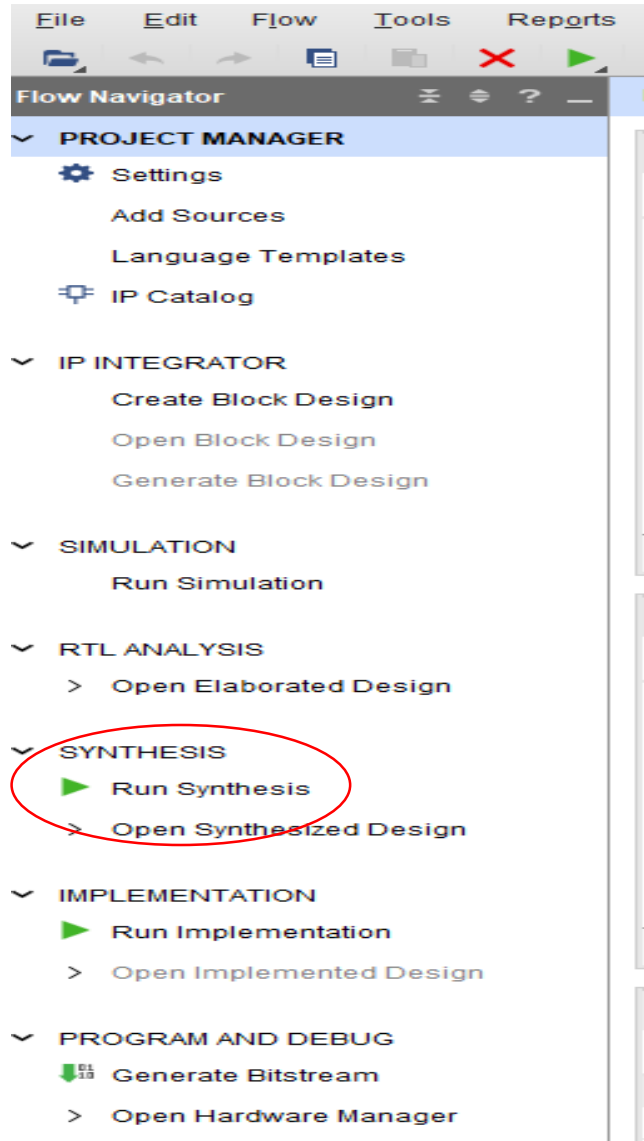 File Edit Flow Tools Reports
Flow Navigator ?
PROJECT MANAGER
Settings
Add Sources
Language Templates
IP Catalog
IP INTEGRATOR
Create Block Design
Open Block Design
Generate Block Design
SIMULATION
Run Simulation
RTL ANALYSIS
> Open Elaborated Design
SYNTHESIS
Run Synthesis
> Open Synthesized Design
IMPLEMENTATION
Run Implementation
> Open Implemented Design
PROGRAM AND DEBUG
Generate Bitstream
> Open Hardware Manager